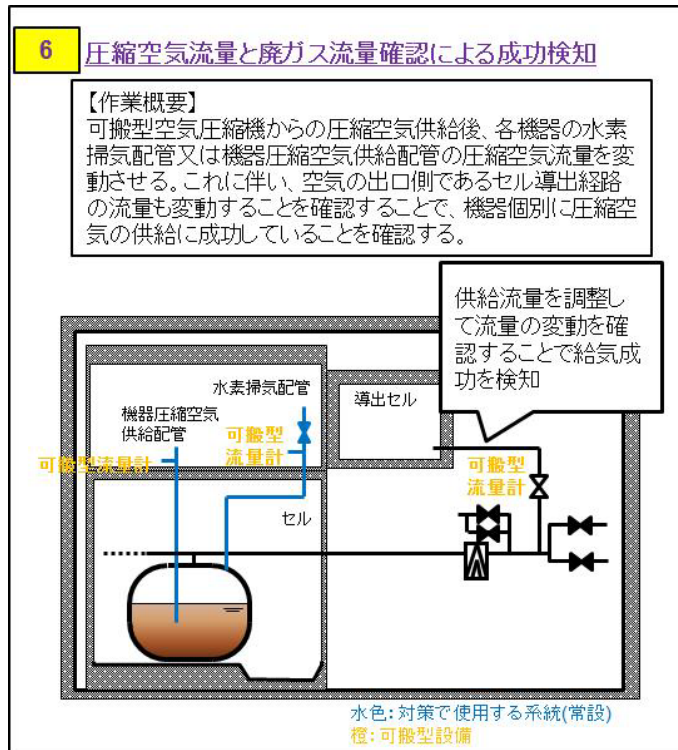 6 圧縮空気流量と廃ガス流量確認による成功検知
【作業概要】
可搬型空気圧縮機からの圧縮空気供給後、各機器の水素
掃気配管又は機器圧縮空気供給配管の圧縮空気流量を変
動させる。これに伴い、空気の出口側であるセル導出経路
の流量も変動することを確認することで、機器個別に圧縮空
気の供給に成功していることを確認する。
供給流量を調整し
て流量の変動を確
認することで給気成
功を検知
水素掃気配管
機器圧縮空気
供給配管
可搬型
流量計
可搬型流量計
導出セル
可搬型
流量計
セル
水色:対策で使用する系統(常設)
橙:可搬型設備